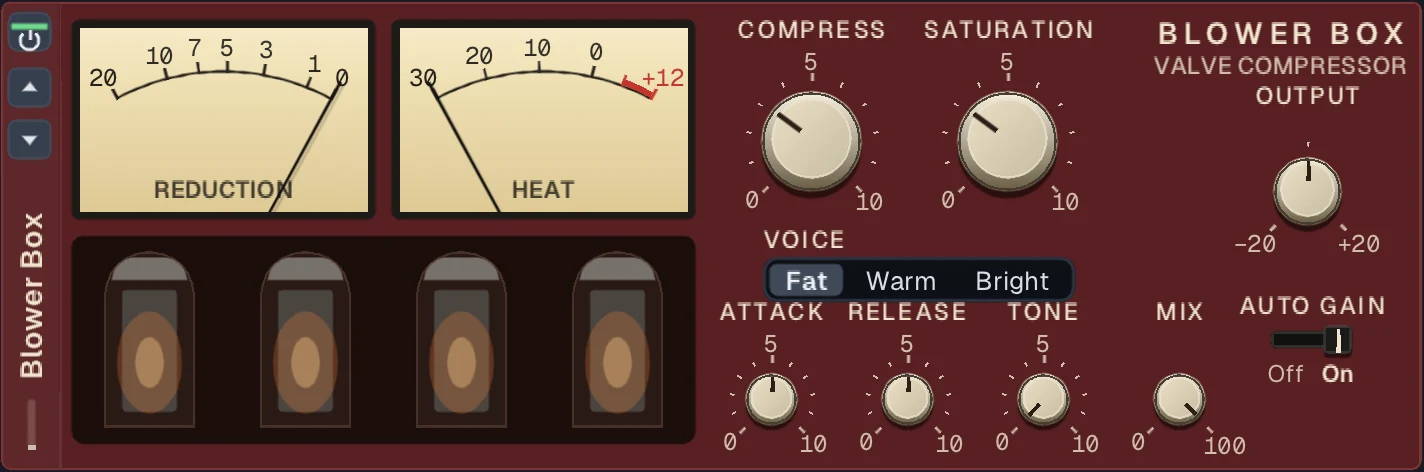 Blower Box
20 10 7 5 3 1 0
REDUCTION
30 20 10 0 +12
HEAT
COMPRESS
5
0 10
SATURATION
5
0 10
BLOWER BOX
VALVE COMPRESSOR
OUTPUT
-20 +20
VOICE
Fat Warm Bright
ATTACK
5
0 10
RELEASE
5
0 10
TONE
5
0 10
MIX
0 100
AUTO GAIN
Off On